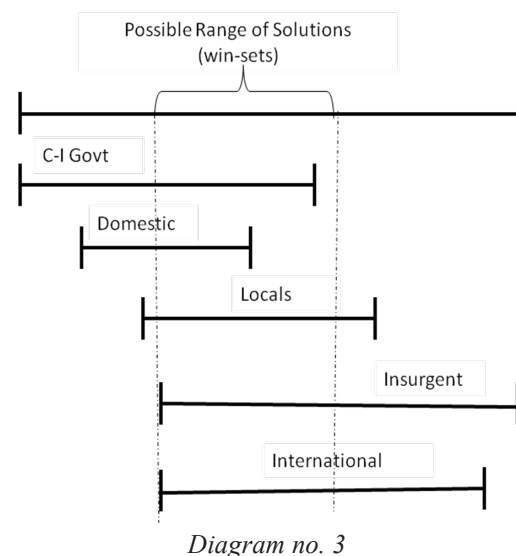 Possible Range of Solutions
(win-sets)
C-I Govt
Domestic
Locals
Insurgent
International
Diagram no. 3